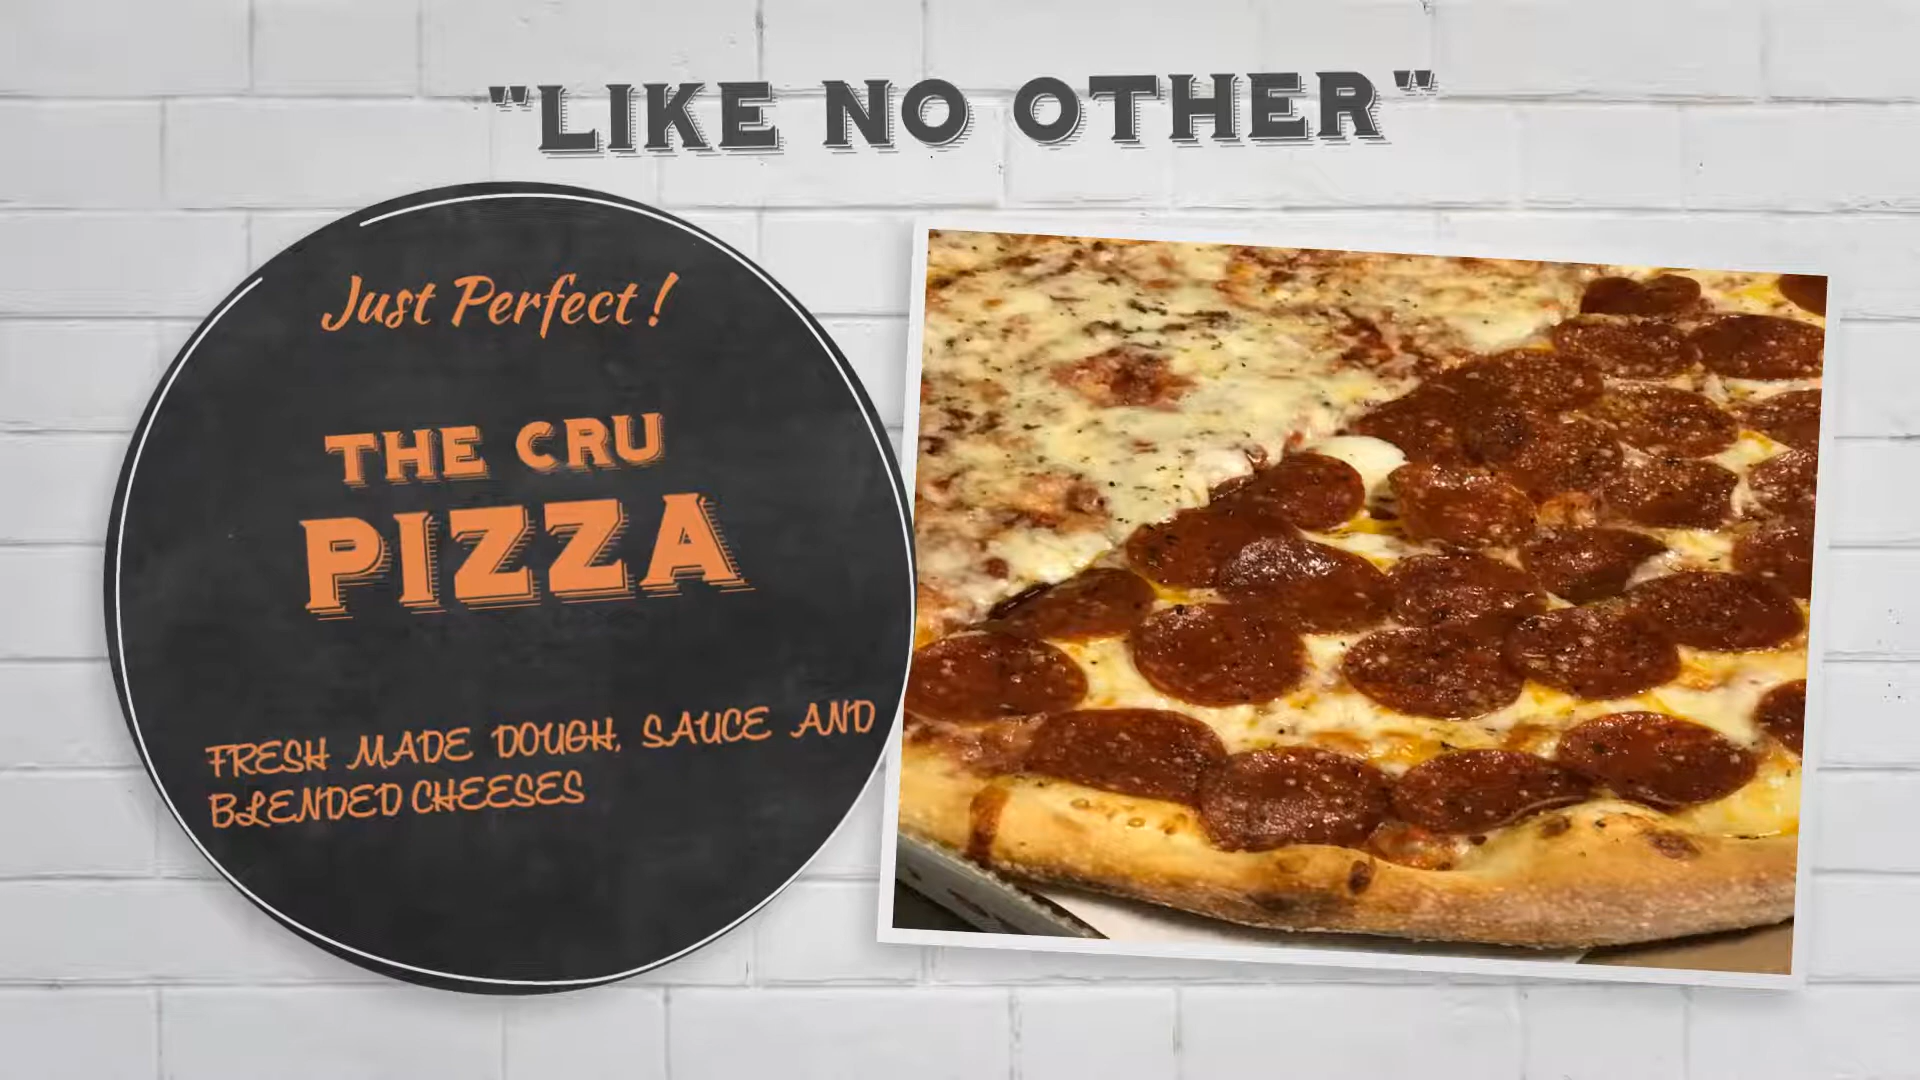 "LIKE NO OTHER"
Just Perfect!
THE CRU
PIZZA
FRESH MADE DOUGH, SAUCE AND
BLENDED CHEESES